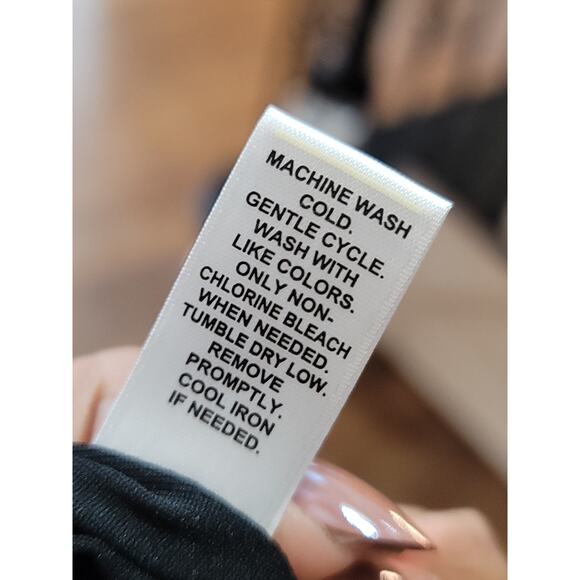 MACHINE WASH
COLD.
GENTLE CYCLE.
WASH WITH
LIKE COLORS.
ONLY NON-
CHLORINE BLEACH
WHEN NEEDED.
TUMBLE DRY LOW.
REMOVE
PROMPTLY.
COOL IRON
IF NEEDED.